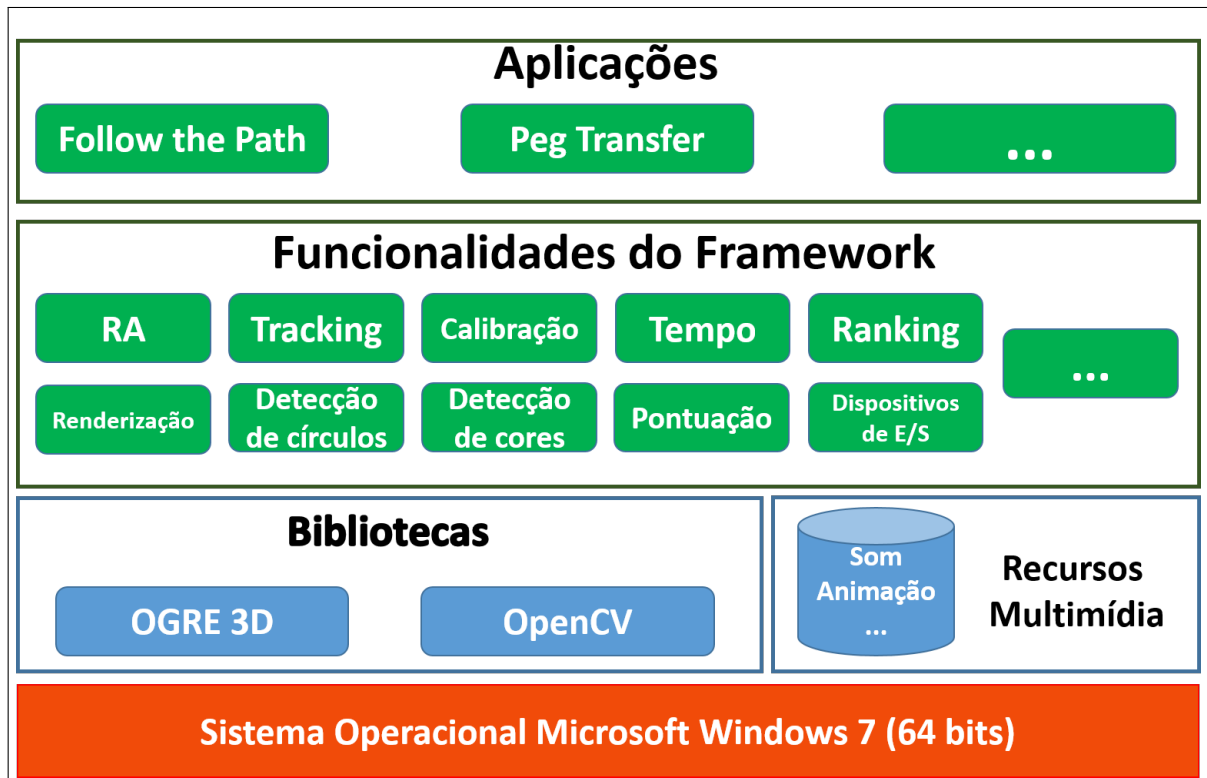 Aplicações
Follow the Path
Peg Transfer
...
Funcionalidades do Framework
RA
Tracking
Calibração
Tempo
Ranking
...
Renderização
Detecção
de círculos
Detecção
de cores
Pontuação
Dispositivos
de E/S
Bibliotecas
OGRE 3D
OpenCV
Som
Animação
...
Recursos
Multimídia
Sistema Operacional Microsoft Windows 7 (64 bits)